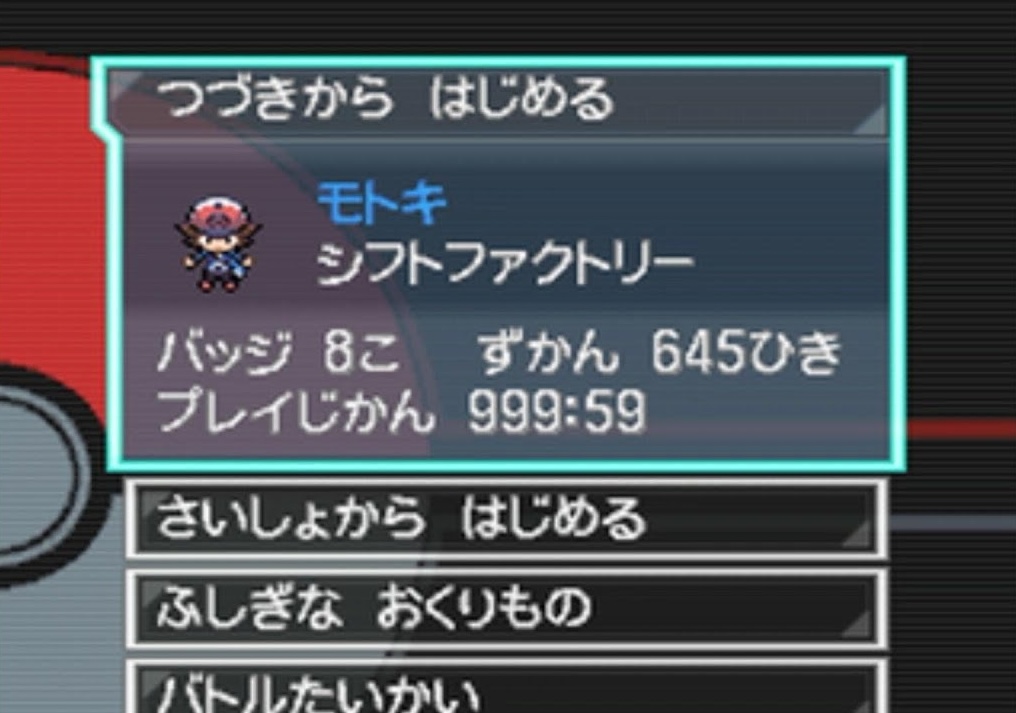 つづきから はじめる
モトキ
シフトファクトリー
バッジ 8こ ずかん 645ひき
プレイじかん 999:59
さいしょから はじめる
ふしぎな おくりもの
バトルたいかい